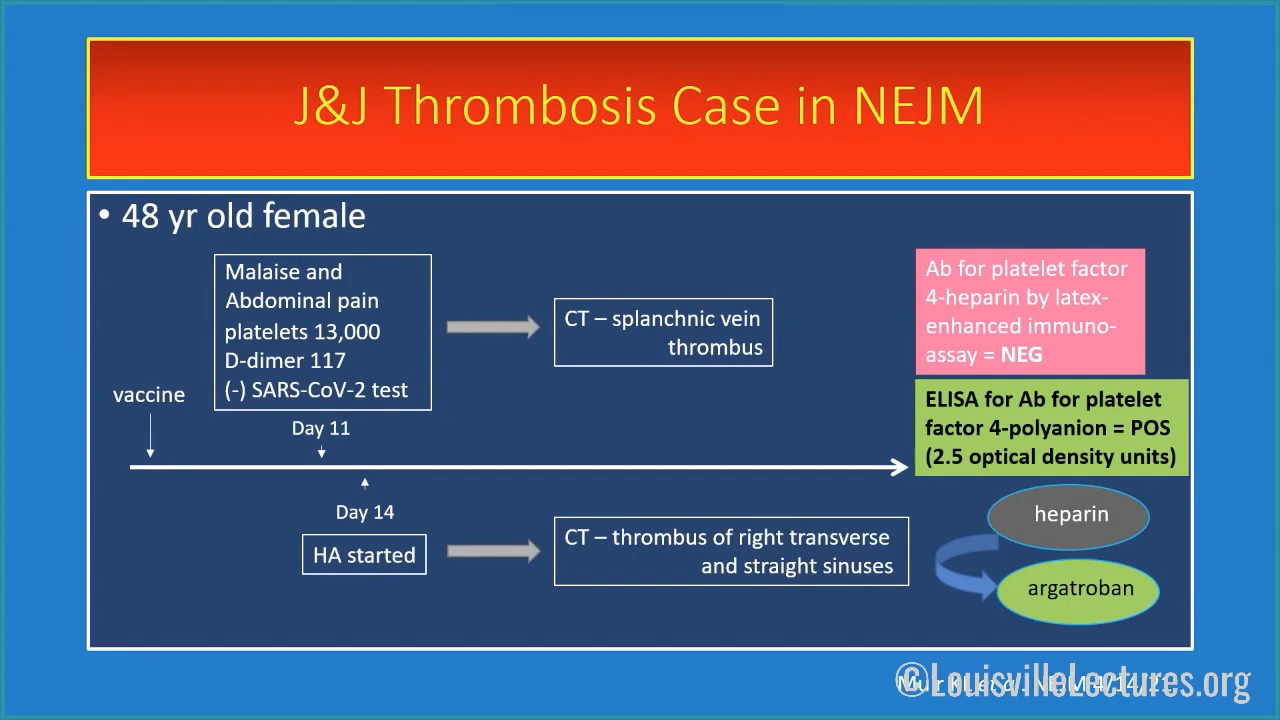 J&J Thrombosis Case in NEJM
• 48 yr old female
Malaise and
Abdominal pain
platelets 13,000
D-dimer 117
(-) SARS-CoV-2 test
CT – splanchnic vein
thrombus
Ab for platelet factor
4-heparin by latex-
enhanced immuno-
assay = NEG
ELISA for Ab for platelet
factor 4-polyanion = POS
(2.5 optical density units)
vaccine
Day 11
Day 14
HA started
CT – thrombus of right transverse
and straight sinuses
heparin
argatroban
©LouisvilleLectures.org